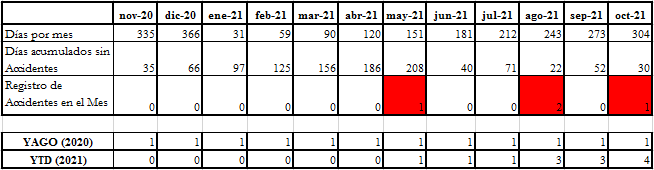 nov-20 dic-20 ene-21 feb-21 mar-21 abr-21 may-21 jun-21 jul-21 ago-21 sep-21 oct-21
Días por mes 335 366 31 59 90 120 151 181 212 243 273 304
Días acumulados sin
Accidentes 35 66 97 125 156 186 208 40 71 22 52 30
Registro de
Accidentes en el Mes 0 0 0 0 0 0 1 0 0 2 0 1
YAGO (2020) 1 1 1 1 1 1 1 1 1 1 1 1
YTD (2021) 0 0 0 0 0 0 1 1 1 3 3 4